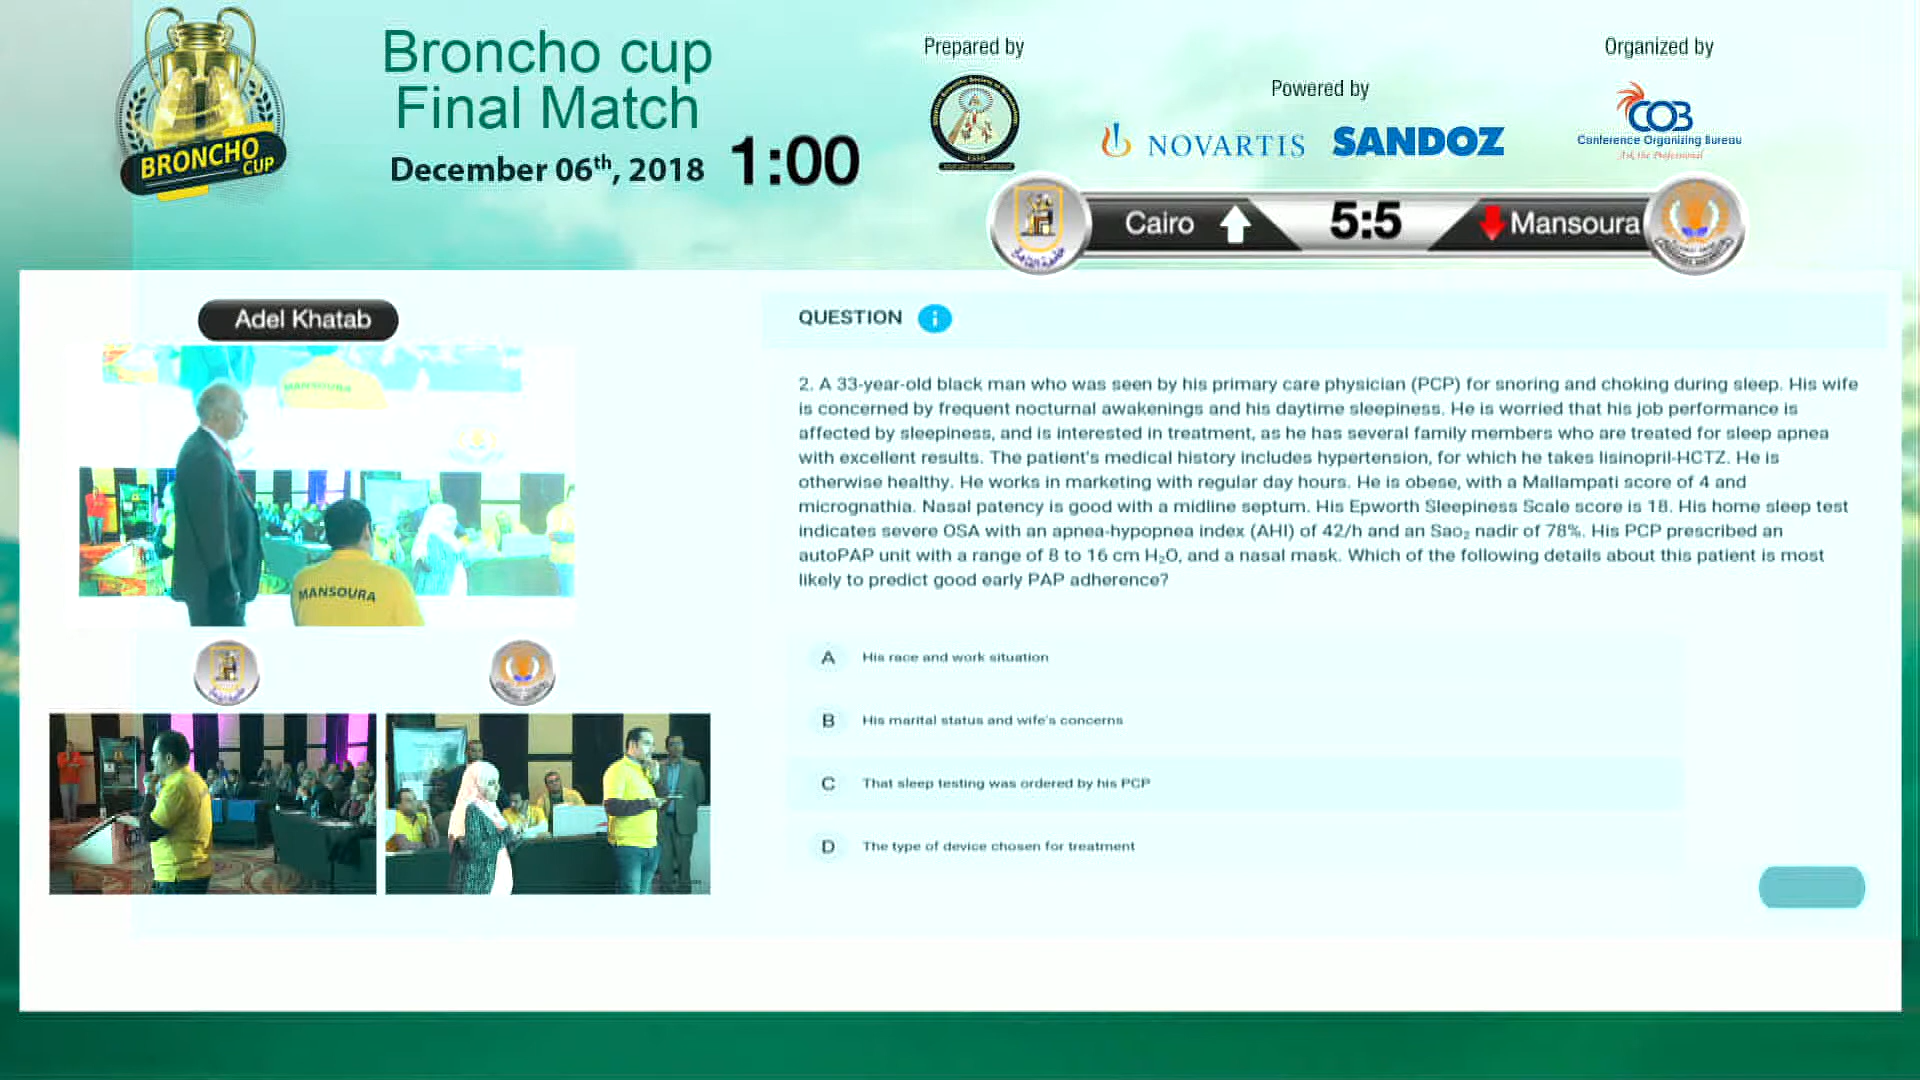 BRONCHO
CUP
Broncho cup
Final Match
December 06th, 2018
1:00
Prepared by
Powered by
NOVARTIS
SANDOZ
Organized by
COB
Conference Organizing Bureau
Ask the Professional
Cairo
5:5
Mansoura
Adel Khatab
MANSOURA
MANSOURA
QUESTION
2. A 33-year-old black man who was seen by his primary care physician (PCP) for snoring and choking during sleep. His wife
is concerned by frequent nocturnal awakenings and his daytime sleepiness. He is worried that his job performance is
affected by sleepiness, and is interested in treatment, as he has several family members who are treated for sleep apnea
with excellent results. The patient's medical history includes hypertension, for which he takes lisinopril-HCTZ. He is
otherwise healthy. He works in marketing with regular day hours. He is obese, with a Mallampati score of 4 and
micrognathia. Nasal patency is good with a midline septum. His Epworth Sleepiness Scale score is 18. His home sleep test
indicates severe OSA with an apnea-hypopnea index (AHI) of 42/h and an Sao₂ nadir of 78%. His PCP prescribed an
autoPAP unit with a range of 8 to 16 cm H₂O, and a nasal mask. Which of the following details about this patient is most
likely to predict good early PAP adherence?
A His race and work situation
B His marital status and wife's concerns
C That sleep testing was ordered by his PCP
D The type of device chosen for treatment